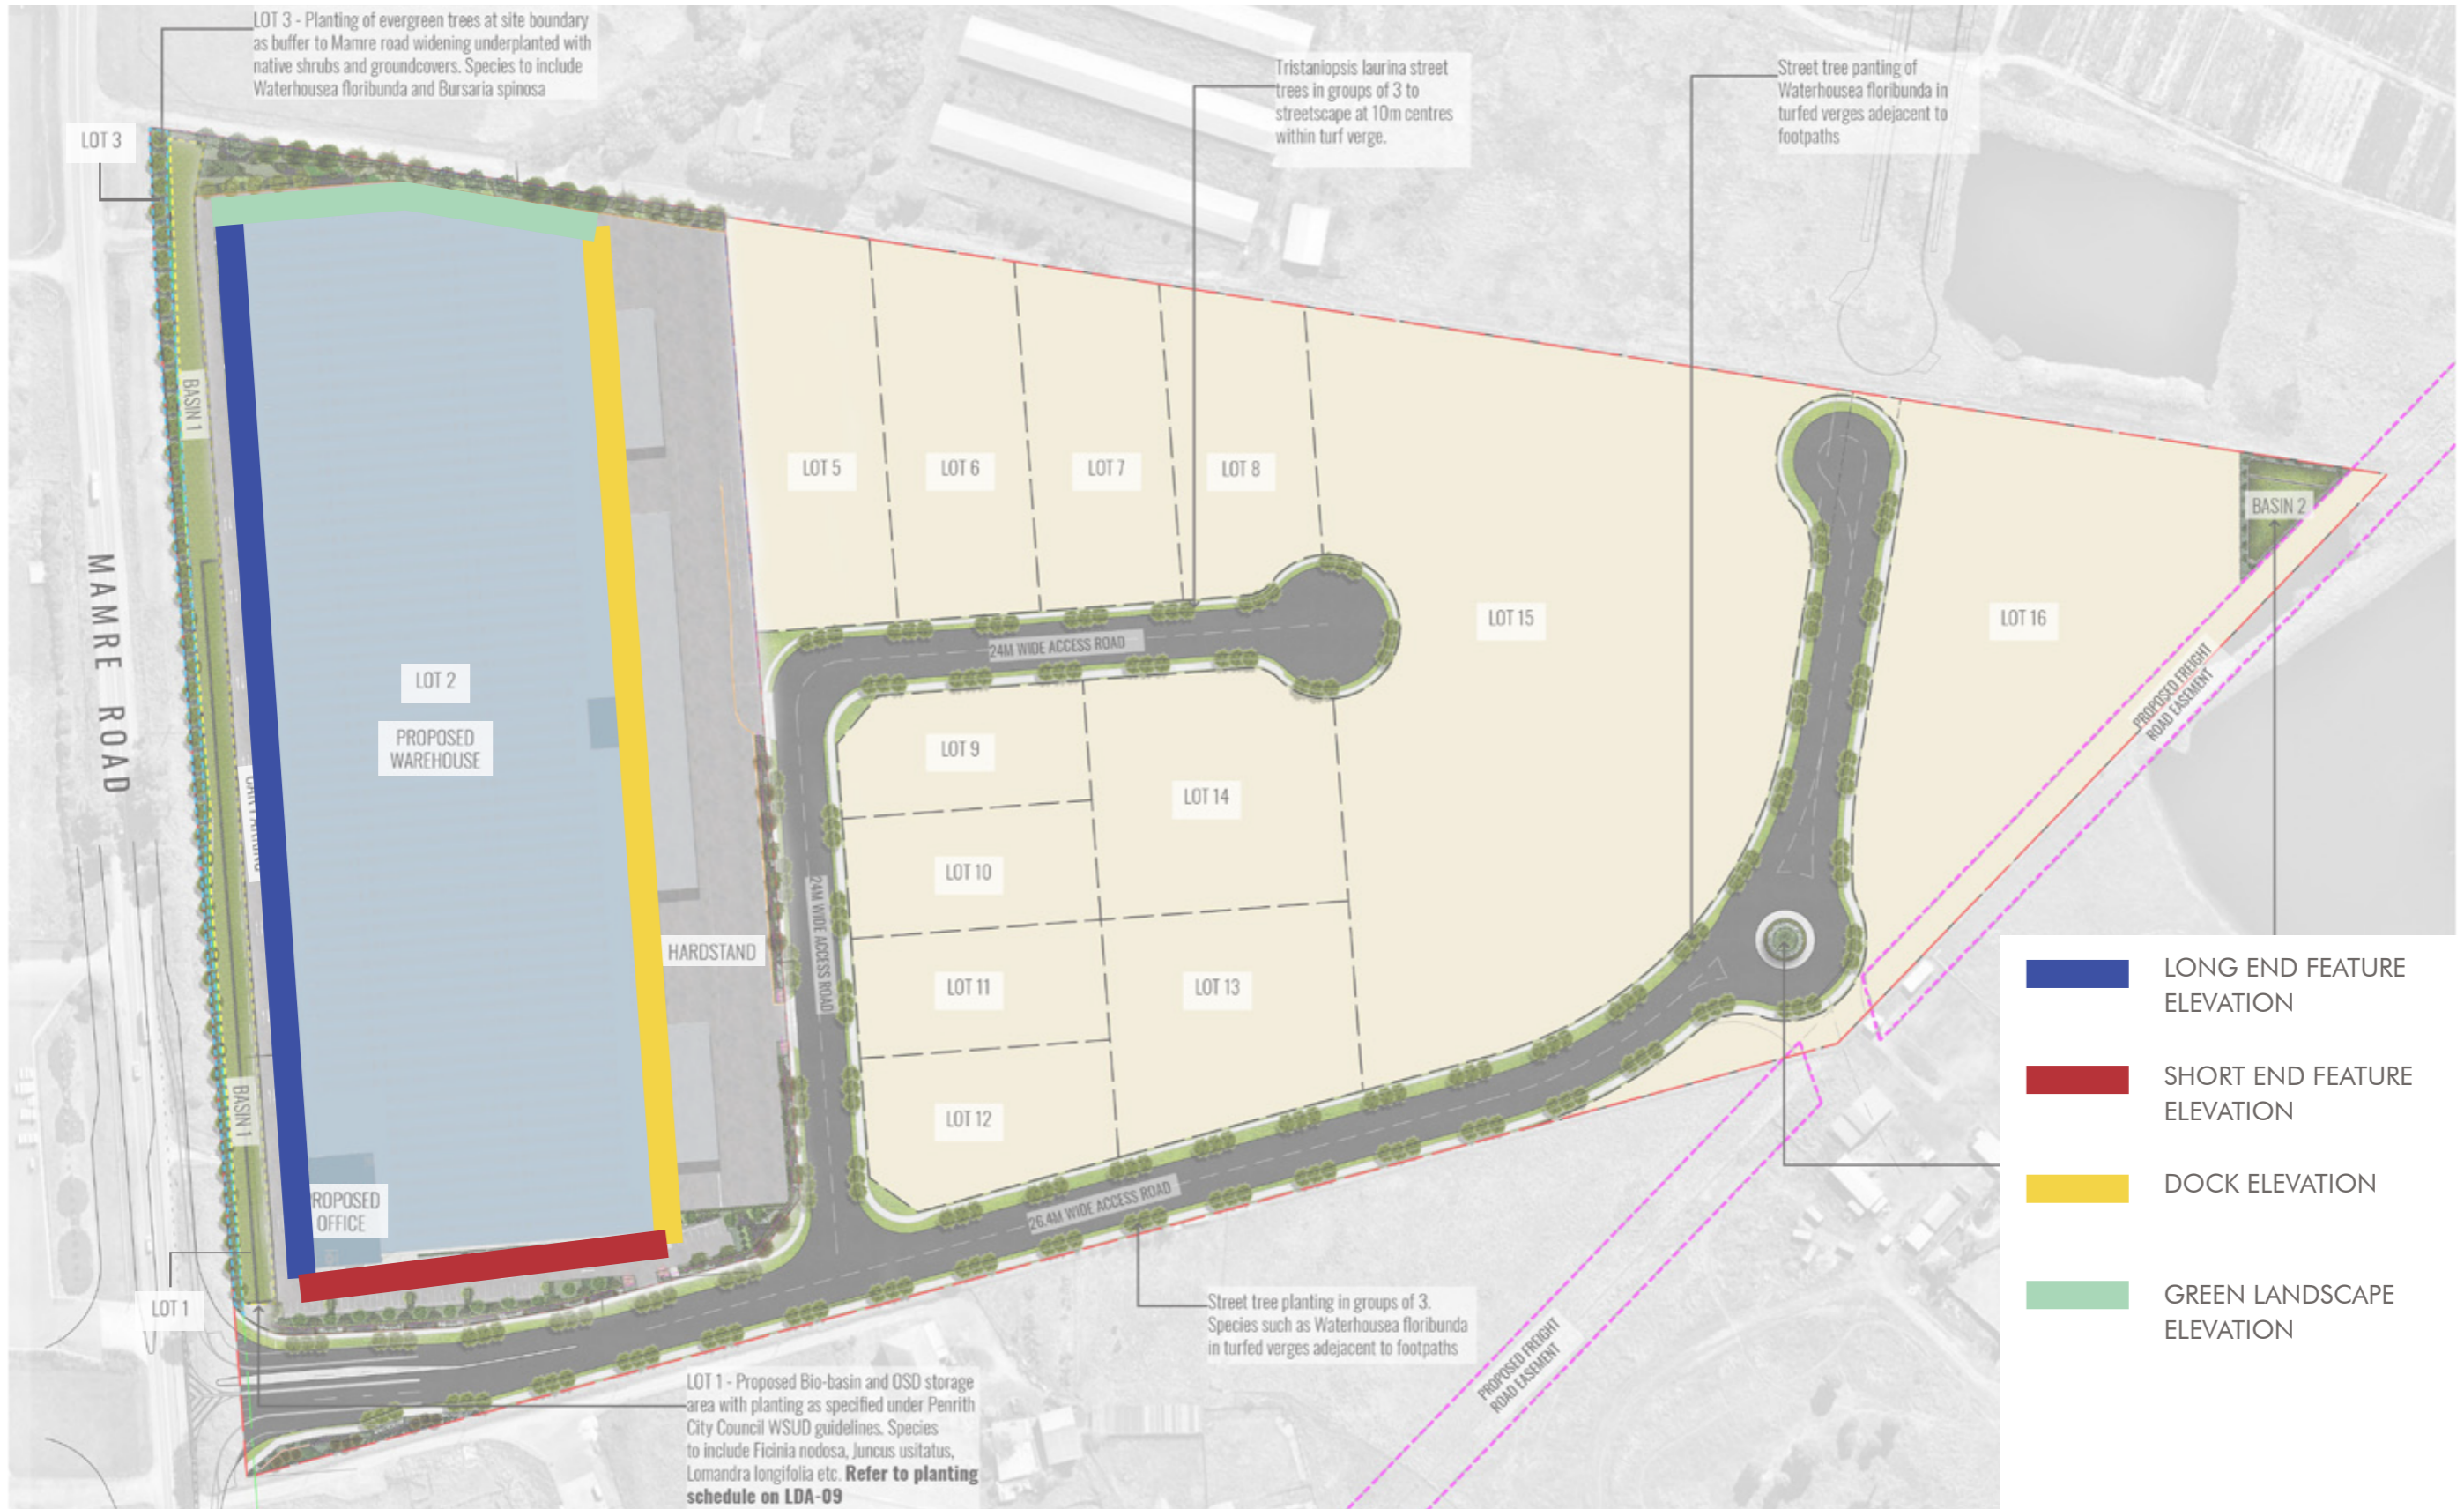 LOT 3 - Planting of evergreen trees at site boundary
as buffer to Mamre road widening underplanted with
native shrubs and groundcovers. Species to include
Waterhousea floribunda and Bursaria spinosa
Tristaniopsis laurina street
trees in groups of 3 to
streetscape at 10m centres
within turf verge.
Street tree panting of
Waterhousea floribunda in
turfed verges adejacent to
footpaths
LOT 3
BASIN 1
MAMRE ROAD
LOT 2
PROPOSED
WAREHOUSE
LOT 5
LOT 6
LOT 7
LOT 8
LOT 15
LOT 16
BASIN 2
24M WIDE ACCESS ROAD
PROPOSED FREIGHT
ROAD EASEMENT
LOT 9
LOT 14
LOT 10
HARDSTAND
24M WIDE ACCESS ROAD
LOT 11
LOT 13
LOT 12
BASIN 1
PROPOSED
OFFICE
26.4M WIDE ACCESS ROAD
LOT 1
LONG END FEATURE
ELEVATION
SHORT END FEATURE
ELEVATION
DOCK ELEVATION
GREEN LANDSCAPE
ELEVATION
Street tree planting in groups of 3.
Species such as Waterhousea floribunda
in turfed verges adejacent to footpaths
PROPOSED FREIGHT
ROAD EASEMENT
LOT 1 - Proposed Bio-basin and OSD storage
area with planting as specified under Penrith
City Council WSUD guidelines. Species
to include Ficinia nodosa, Juncus usitatus,
Lomandra longifolia etc. Refer to planting
schedule on LDA-09